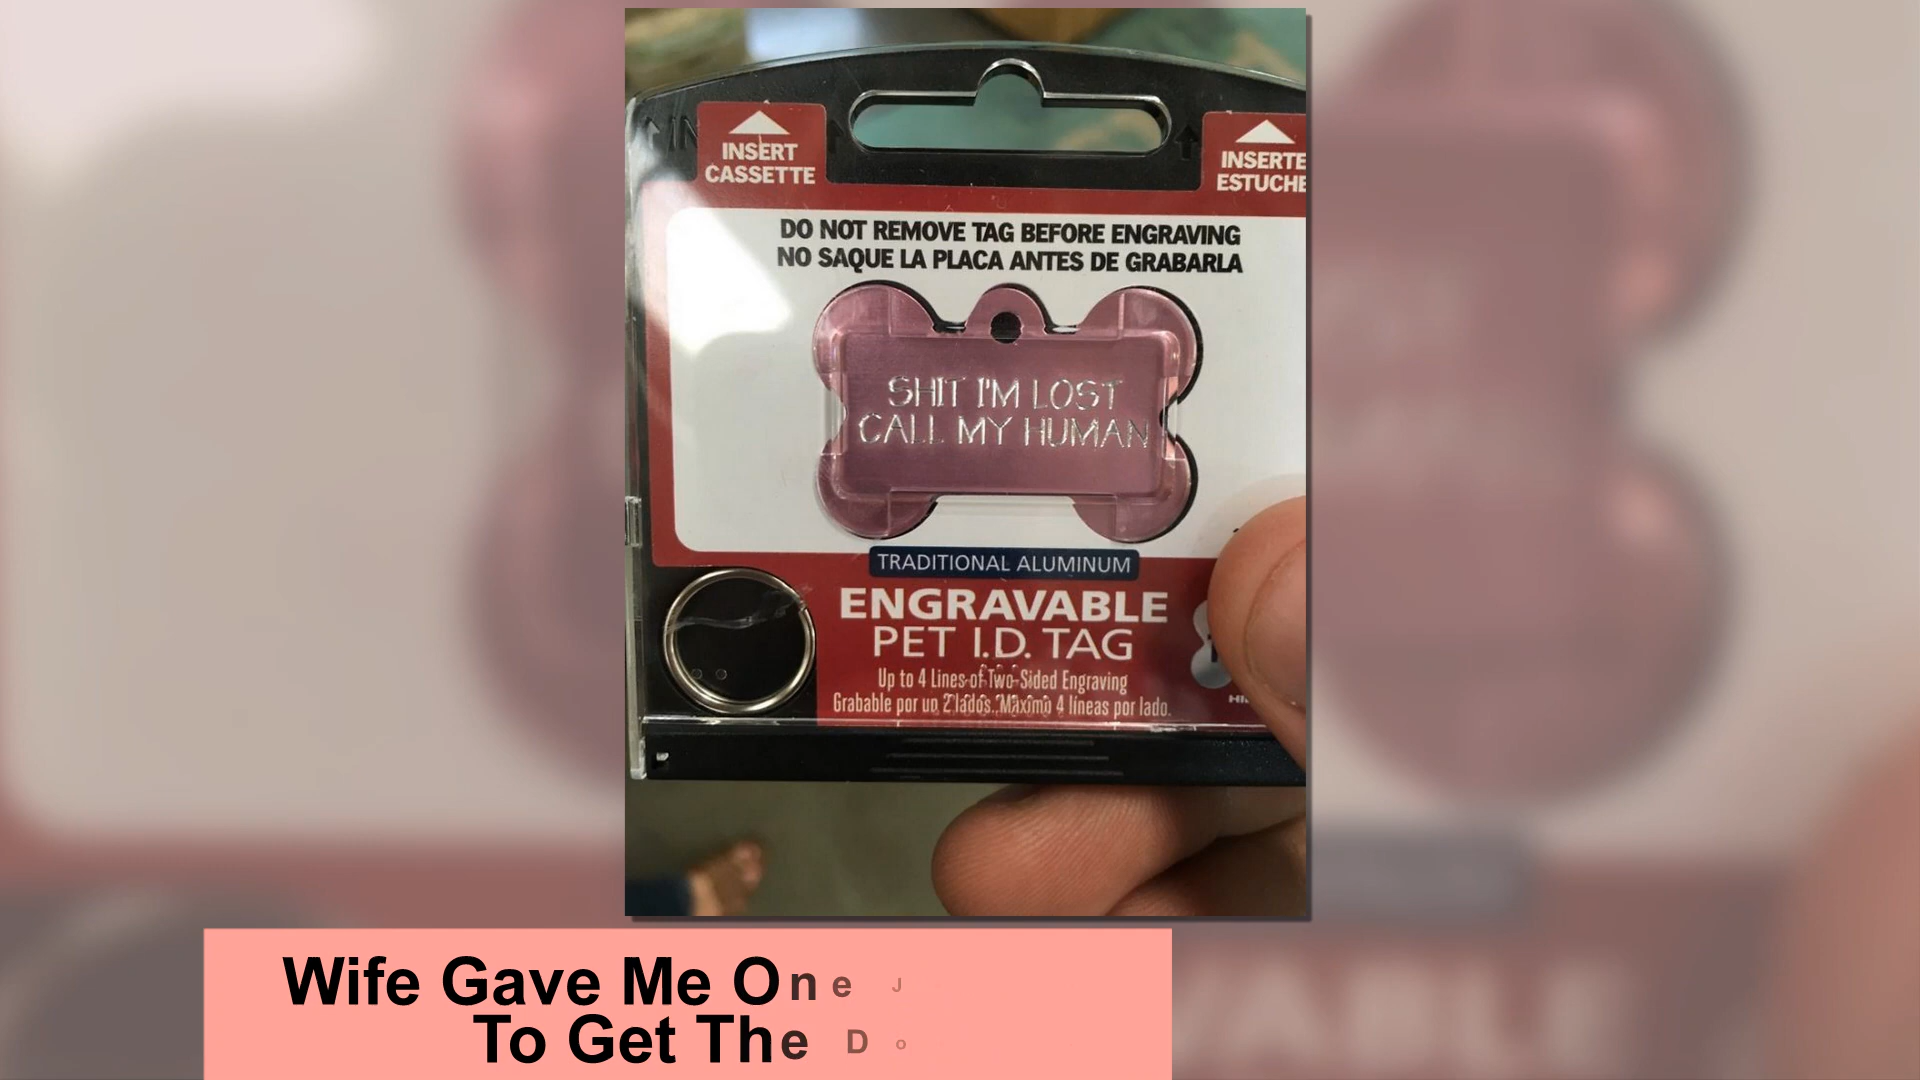 INSERT
CASSETTE
INSERTE
ESTUCHE
DO NOT REMOVE TAG BEFORE ENGRAVING
NO SAQUE LA PLACA ANTES DE GRABARLA
SHIT I'M LOST
CALL MY HUMAN
TRADITIONAL ALUMINUM
ENGRAVABLE
PET I.D. TAG
Up to 4 Lines of Two-Sided Engraving
Grabable por un 2 lados. Máximo 4 líneas por lado.
Wife Gave Me One J
To Get The Do